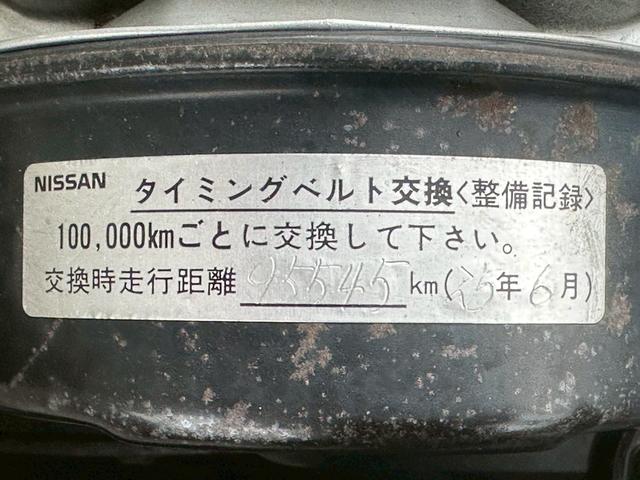 NISSAN タイミングベルト交換〈整備記録〉
100,000kmごとに交換して下さい。
交換時走行距離 95545 km( 年6月)